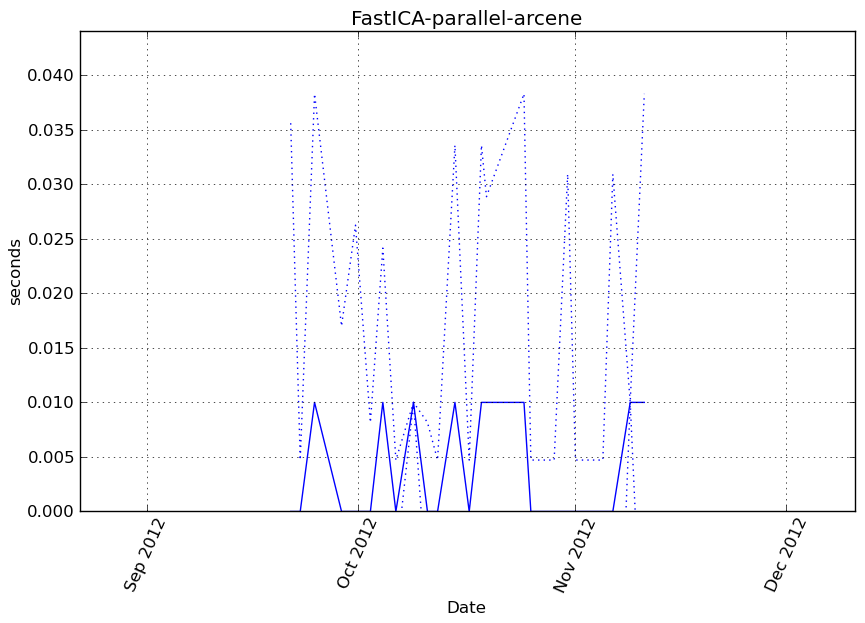 FastICA-parallel-arcene
0.040
0.035
0.030
0.025
0.020
0.015
0.010
0.005
0.000
seconds
Sep 2012
Oct 2012
Nov 2012
Dec 2012
Date